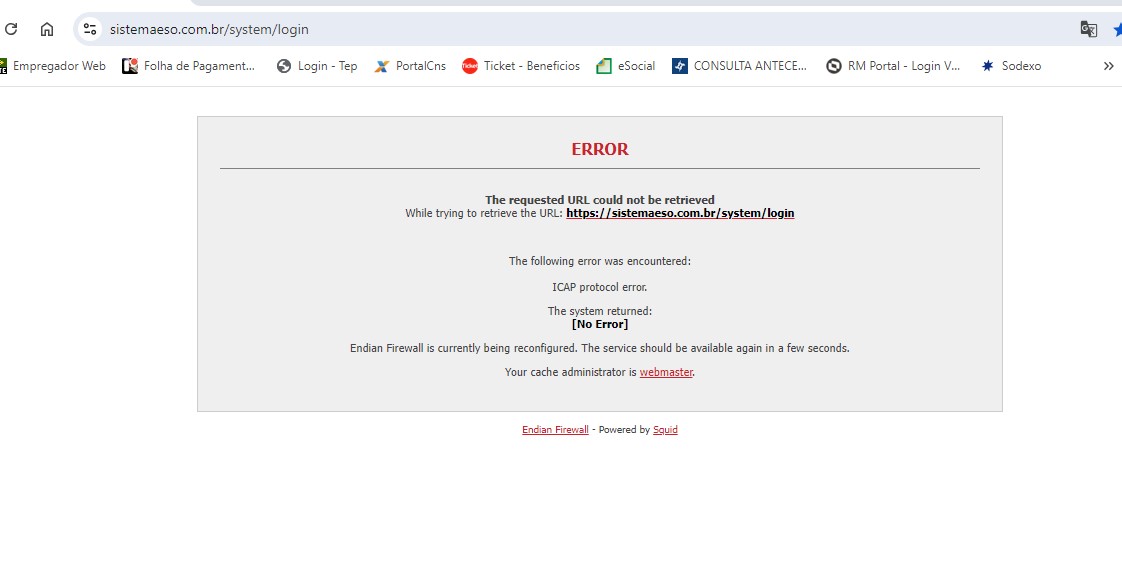 sistemaeso.com.br/system/login
Empregador Web Folha de Pagament... Login - Tep PortalCns Ticket - Beneficios eSocial CONSULTA ANTECE... RM Portal - Login V... Sodexo »
ERROR
The requested URL could not be retrieved
While trying to retrieve the URL: https://sistemaeso.com.br/system/login
The following error was encountered:
ICAP protocol error.
The system returned:
[No Error]
Endian Firewall is currently being reconfigured. The service should be available again in a few seconds.
Your cache administrator is webmaster.
Endian Firewall - Powered by Squid